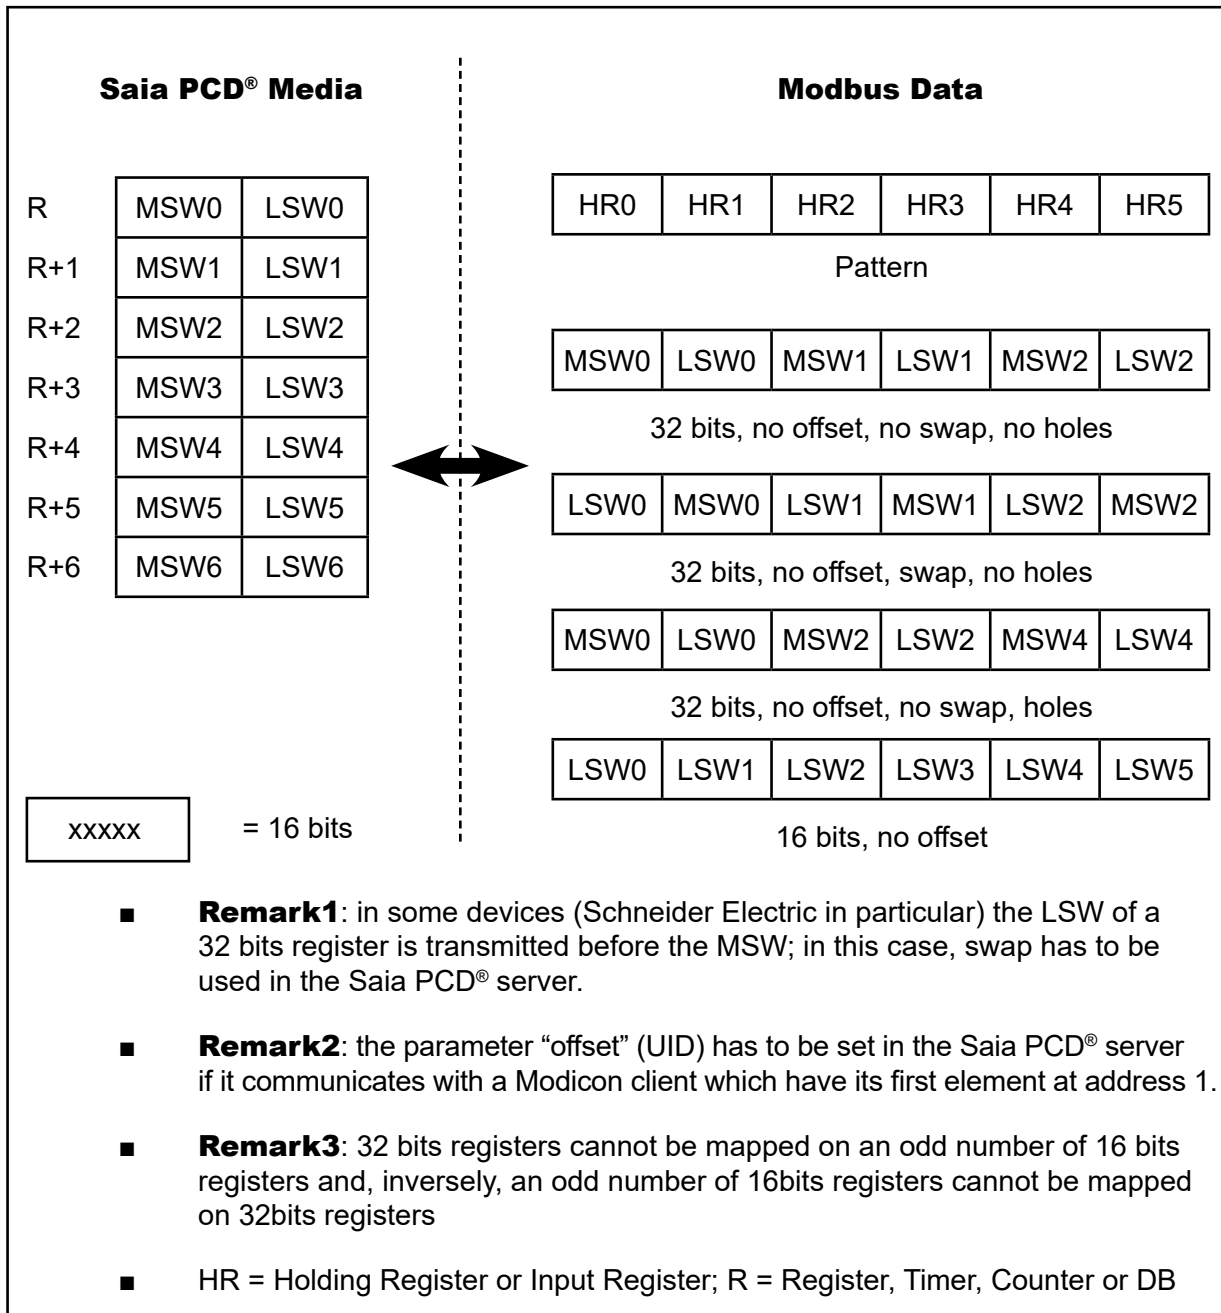 Saia PCD® Media
Modbus Data
R MSW0 LSW0
R+1 MSW1 LSW1
R+2 MSW2 LSW2
R+3 MSW3 LSW3
R+4 MSW4 LSW4
R+5 MSW5 LSW5
R+6 MSW6 LSW6
xxxxx = 16 bits
HR0 HR1 HR2 HR3 HR4 HR5
Pattern
MSW0 LSW0 MSW1 LSW1 MSW2 LSW2
32 bits, no offset, no swap, no holes
LSW0 MSW0 LSW1 MSW1 LSW2 MSW2
32 bits, no offset, swap, no holes
MSW0 LSW0 MSW2 LSW2 MSW4 LSW4
32 bits, no offset, no swap, holes
LSW0 LSW1 LSW2 LSW3 LSW4 LSW5
16 bits, no offset
■ Remark1: in some devices (Schneider Electric in particular) the LSW of a
32 bits register is transmitted before the MSW; in this case, swap has to be
used in the Saia PCD® server.
■ Remark2: the parameter “offset” (UID) has to be set in the Saia PCD® server
if it communicates with a Modicon client which have its first element at address 1.
■ Remark3: 32 bits registers cannot be mapped on an odd number of 16 bits
registers and, inversely, an odd number of 16bits registers cannot be mapped
on 32bits registers
■ HR = Holding Register or Input Register; R = Register, Timer, Counter or DB